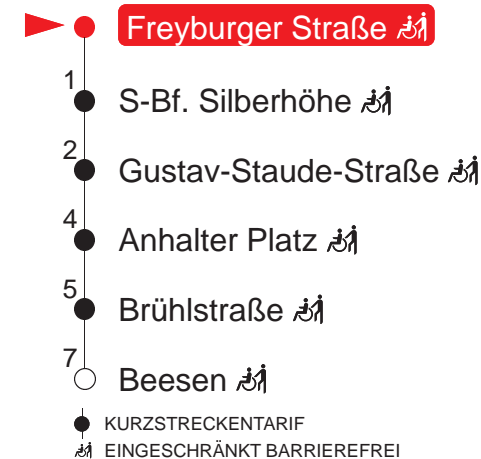 Freyburger Straße
1
S-Bf. Silberhöhe
2
Gustav-Staude-Straße
4
Anhalter Platz
5
Brühlstraße
7
Beesen
KURZSTRECKENTARIF
EINGESCHRÄNKT BARRIEREFREI